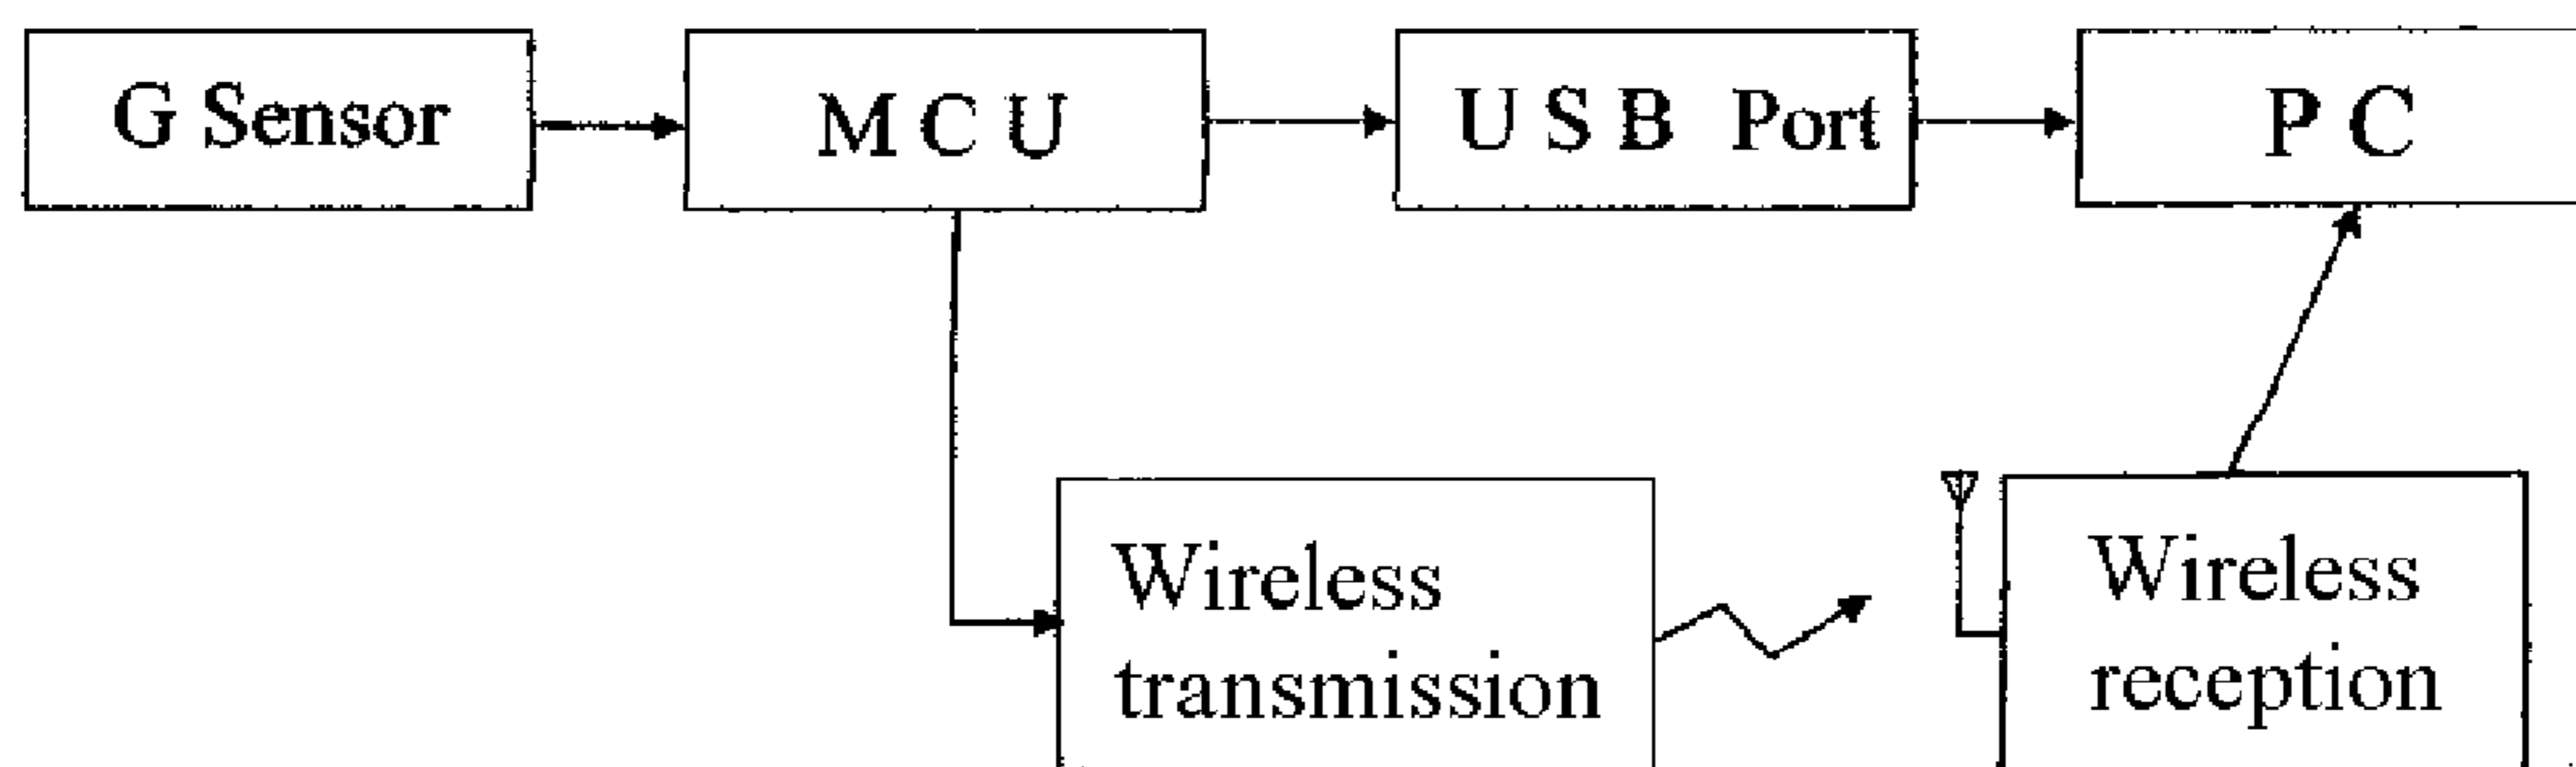 G Sensor
M C U
U S B Port
P C
Wireless
transmission
Wireless
reception